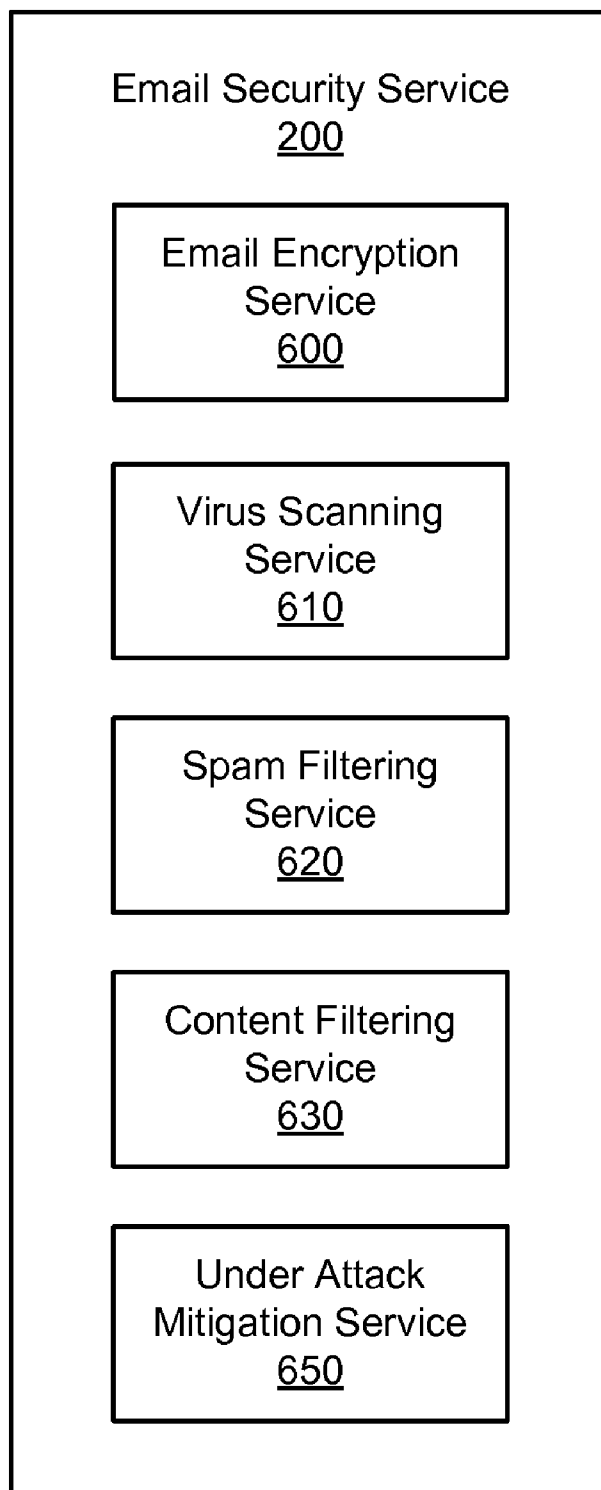 Email Security Service
200
Email Encryption
Service
600
Virus Scanning
Service
610
Spam Filtering
Service
620
Content Filtering
Service
630
Under Attack
Mitigation Service
650